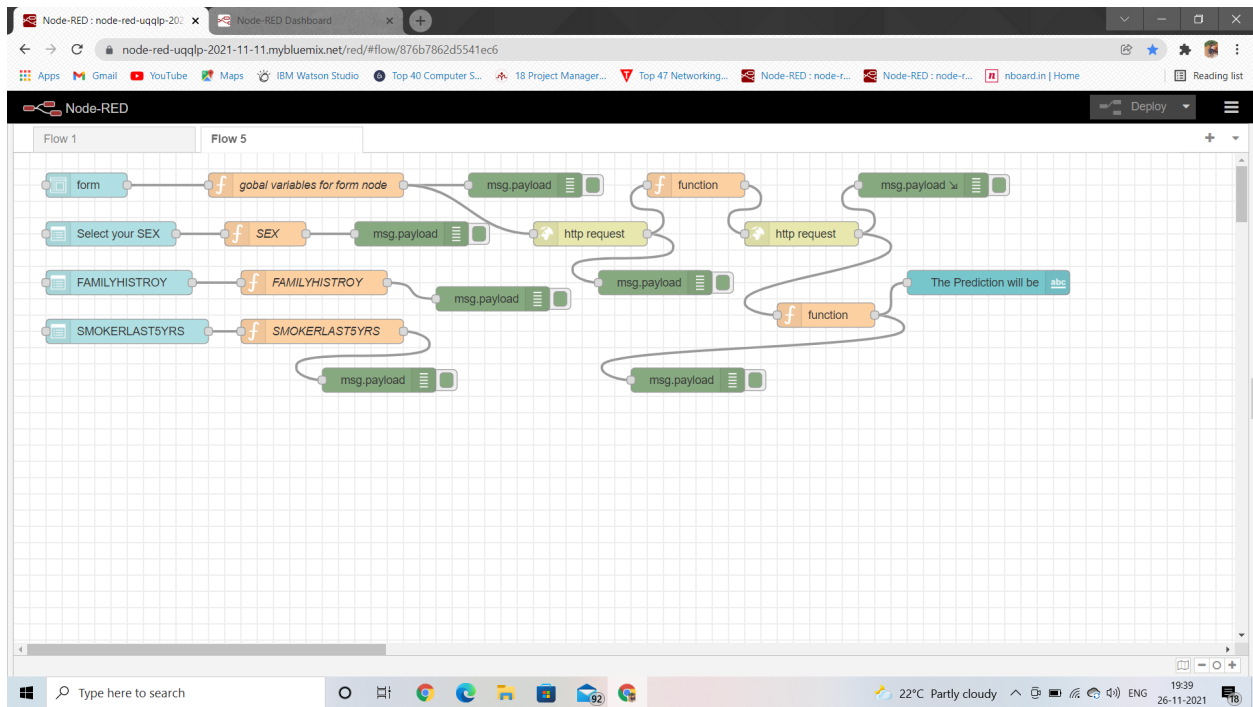 Node-RED : node-red-uqqlp-202 Node-RED Dashboard
node-red-uqqlp-2021-11-11.mybluemix.net/red/#flow/876b7862d5541ec6
Apps Gmail YouTube Maps IBM Watson Studio Top 40 Computer S... 18 Project Manager... Top 47 Networking... Node-RED : node-r... Node-RED : node-r... nboard.in | Home Reading list
Node-RED Deploy
Flow 1 Flow 5
form gobal variables for form node msg.payload function msg.payload
Select your SEX SEX msg.payload http request http request
FAMILYHISTROY FAMILYHISTROY msg.payload The Prediction will be abc
msg.payload function
SMOKERLAST5YRS SMOKERLAST5YRS
msg.payload msg.payload
Type here to search 92 22°C Partly cloudy ENG 19:39
26-11-2021 18